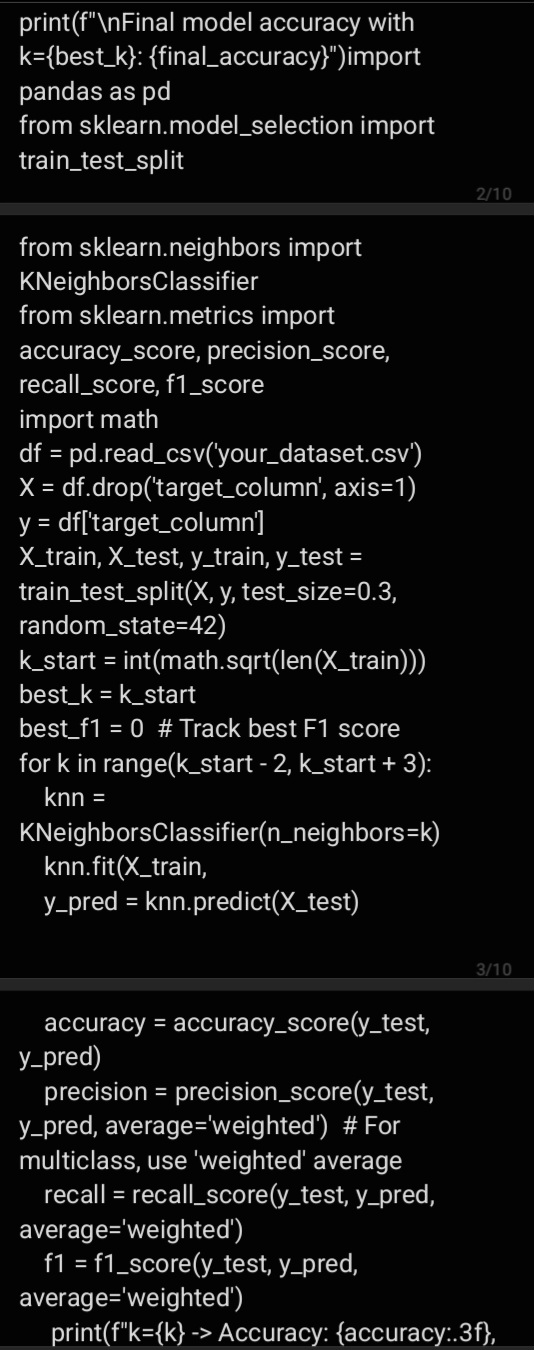 print(f"\nFinal model accuracy with
k={best_k}: {final_accuracy}")import
pandas as pd
from sklearn.model_selection import
train_test_split
2/10
from sklearn.neighbors import
KNeighborsClassifier
from sklearn.metrics import
accuracy_score, precision_score,
recall_score, f1_score
import math
df = pd.read_csv('your_dataset.csv')
X = df.drop('target_column', axis=1)
y = df['target_column']
X_train, X_test, y_train, y_test =
train_test_split(X, y, test_size=0.3,
random_state=42)
k_start = int(math.sqrt(len(X_train)))
best_k = k_start
best_f1 = 0  # Track best F1 score
for k in range(k_start - 2, k_start + 3):
    knn =
KNeighborsClassifier(n_neighbors=k)
    knn.fit(X_train,
    y_pred = knn.predict(X_test)
3/10
    accuracy = accuracy_score(y_test,
y_pred)
    precision = precision_score(y_test,
y_pred, average='weighted')  # For
multiclass, use 'weighted' average
    recall = recall_score(y_test, y_pred,
average='weighted')
    f1 = f1_score(y_test, y_pred,
average='weighted')
     print(f"k={k} -> Accuracy: {accuracy:.3f},